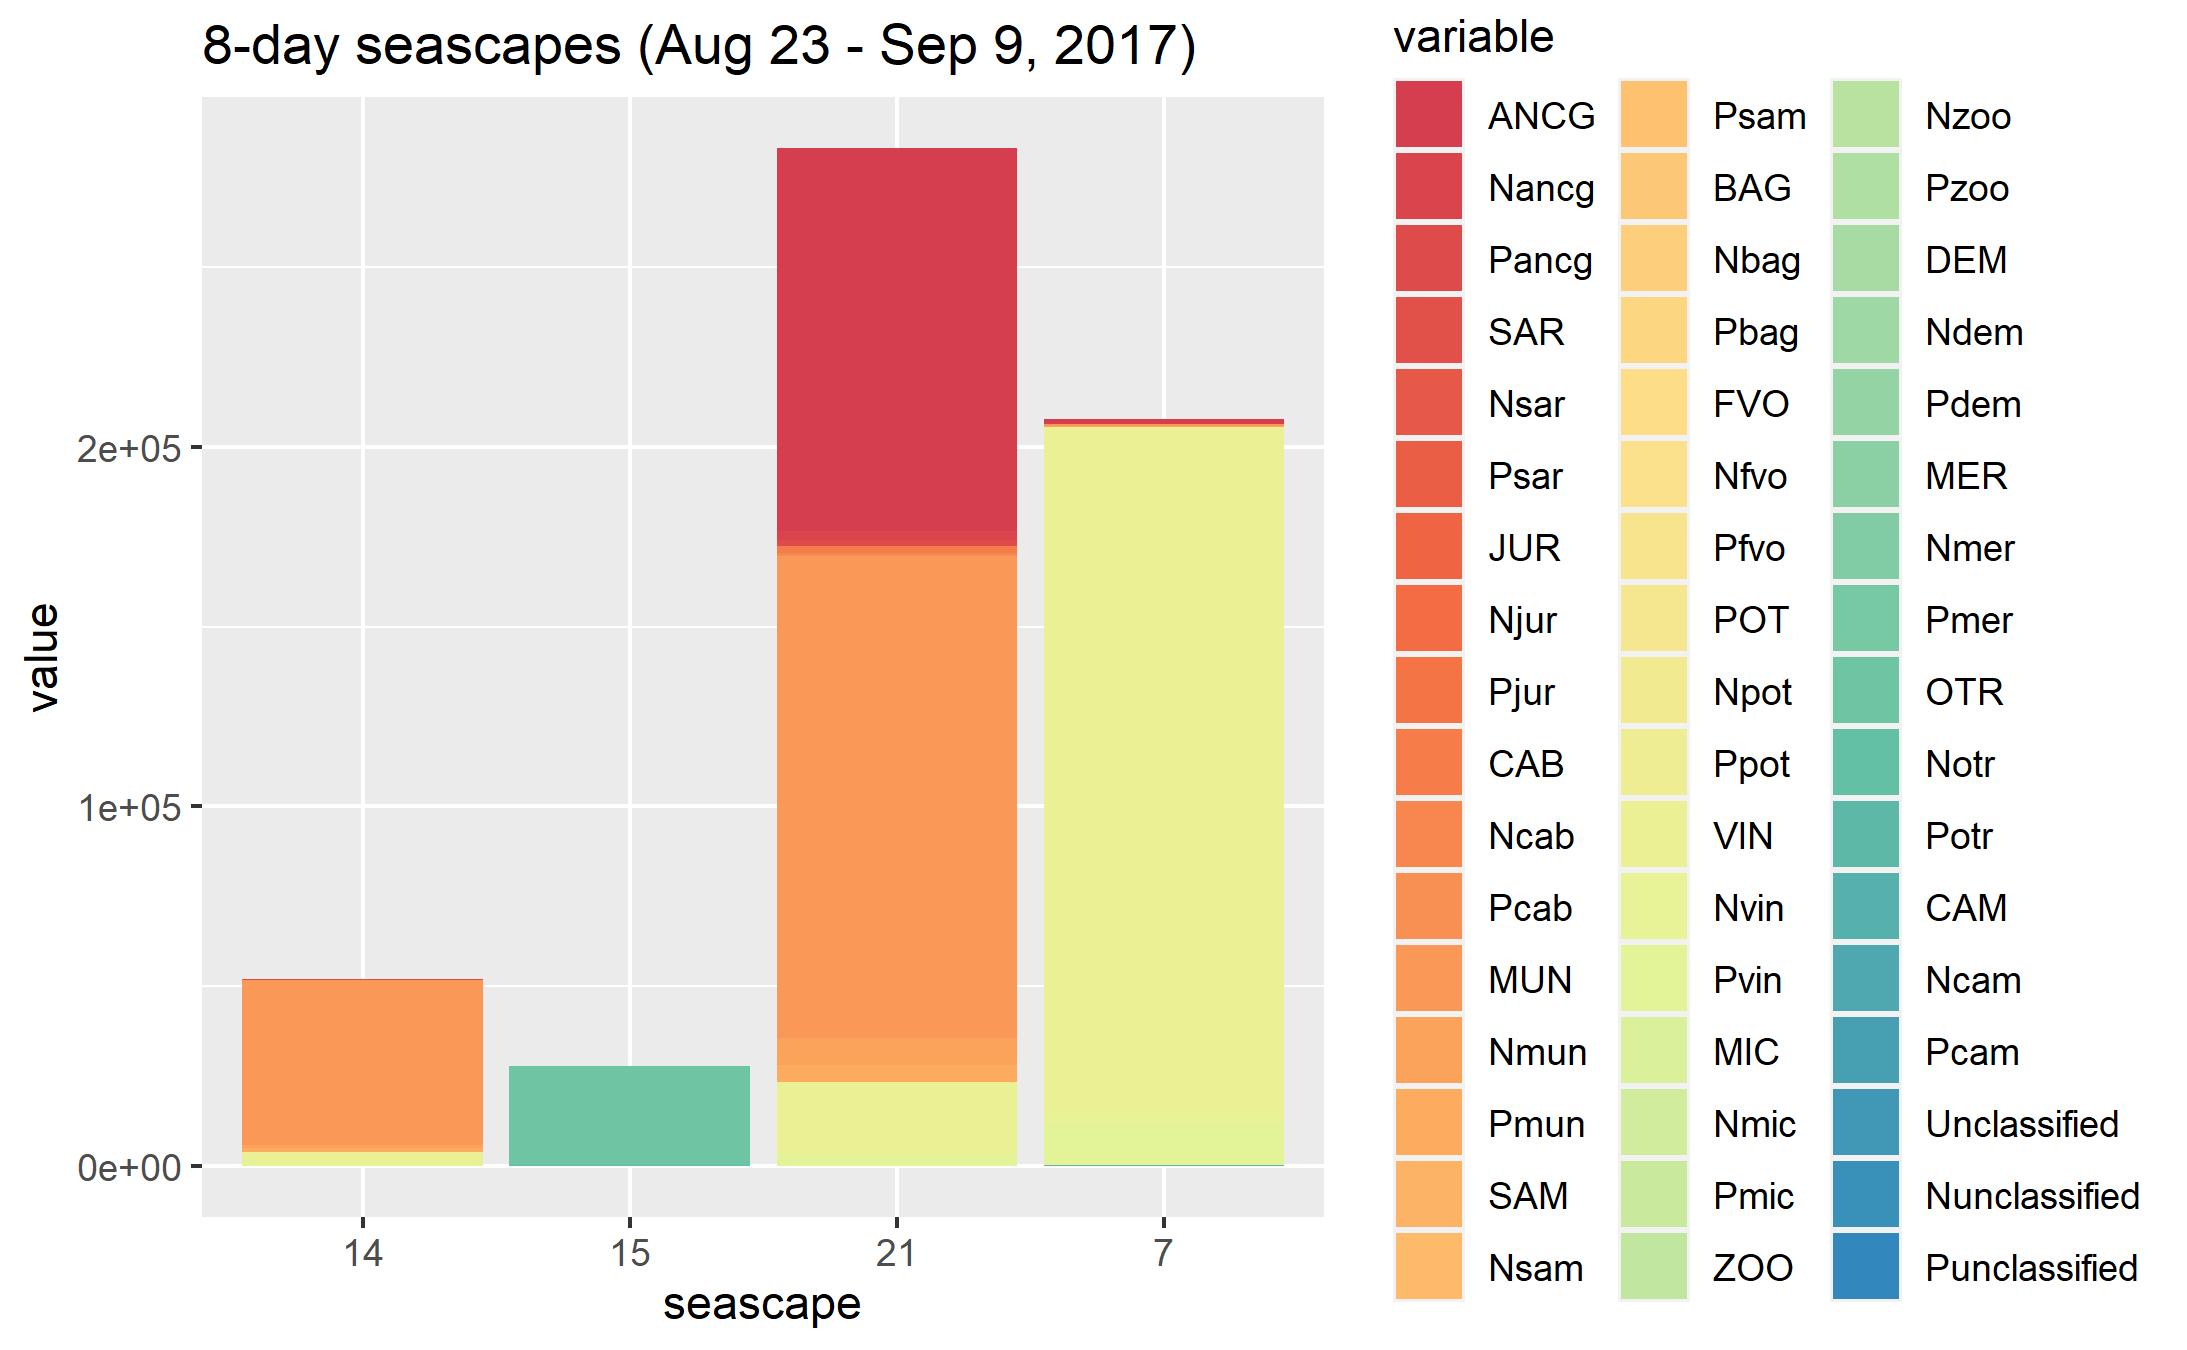 8-day seascapes (Aug 23 - Sep 9, 2017)
value
2e+05
1e+05
0e+00
14 15 21 7
seascape
variable
ANCG Psam Nzoo
Nancg BAG Pzoo
Pancg Nbag DEM
SAR Pbag Ndem
Nsar FVO Pdem
Psar Nfvo MER
JUR Pfvo Nmer
Njur POT Pmer
Pjur Npot OTR
CAB Ppot Notr
Ncab VIN Potr
Pcab Nvin CAM
MUN Pvin Ncam
Nmun MIC Pcam
Pmun Nmic Unclassified
SAM Pmic Nunclassified
Nsam ZOO Punclassified